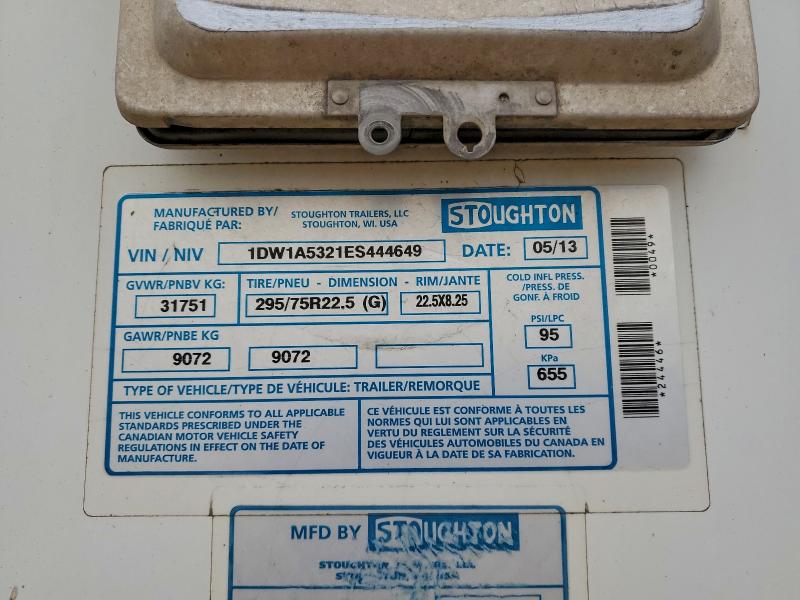 MANUFACTURED BY/ FABRIQUÉ PAR:
STOUGHTON TRAILERS, LLC
STOUGHTON, WI. USA
STOUGHTON
VIN / NIV 1DW1A5321ES444649 DATE: 05/13
GVWR/PNBV KG: 31751
TIRE/PNEU - DIMENSION - RIM/JANTE
295/75R22.5 (G) 22.5X8.25
COLD INFL PRESS.
/PRESS. DE
GONF. À FROID
PSI/LPC
95
KPa
655
GAWR/PNBE KG
9072 9072
TYPE OF VEHICLE/TYPE DE VÉHICULE: TRAILER/REMORQUE
THIS VEHICLE CONFORMS TO ALL APPLICABLE
STANDARDS PRESCRIBED UNDER THE
CANADIAN MOTOR VEHICLE SAFETY
REGULATIONS IN EFFECT ON THE DATE OF
MANUFACTURE.
CE VÉHICULE EST CONFORME À TOUTES LES
NORMES QUI LUI SONT APPLICABLES EN
VERTU DU REGLEMENT SUR LA SÉCURITÉ
DES VÉHICULES AUTOMOBILES DU CANADA EN
VIGUEUR À LA DATE DE SA FABRICATION.
*0049*
*24446*
MFD BY STOUGHTON
STOUGHTON